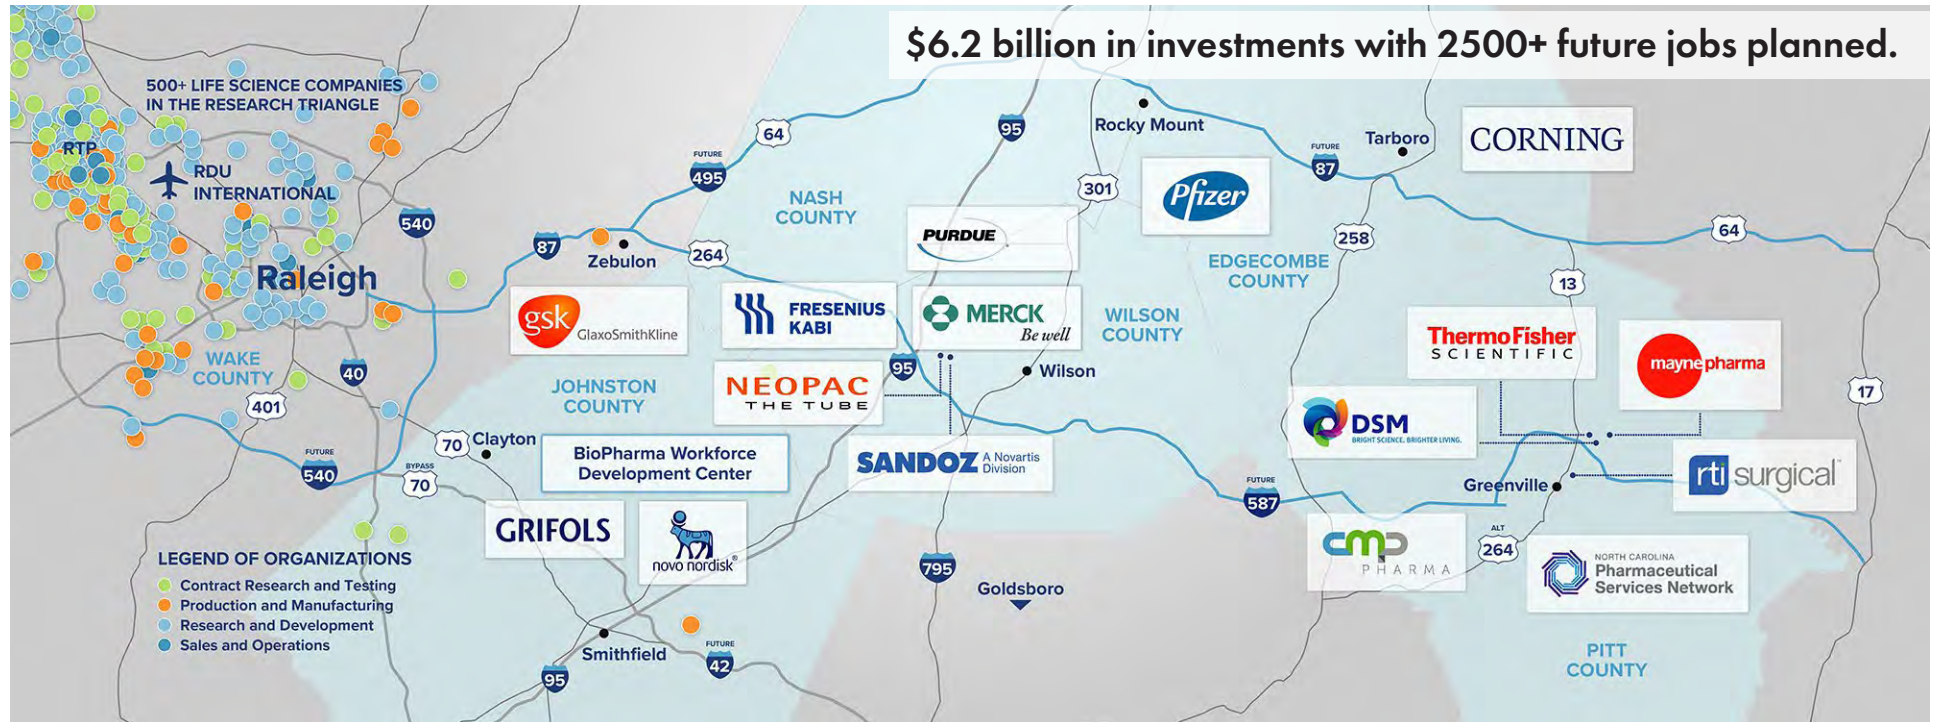 $6.2 billion in investments with 2500+ future jobs planned.
500+ LIFE SCIENCE COMPANIES
IN THE RESEARCH TRIANGLE
RTP
RDU
INTERNATIONAL
Raleigh
WAKE
COUNTY
540
40
401
FUTURE
540
BYPASS
70
70
Clayton
87
Zebulon
FUTURE
495
64
264
NASH
COUNTY
95
301
Rocky Mount
FUTURE
87
Tarboro
CORNING
Pfizer
PURDUE
258
EDGECOMBE
COUNTY
64
13
17
gsk
GlaxoSmithKline
FRESENIUS
KABI
MERCK
Be well
WILSON
COUNTY
ThermoFisher
SCIENTIFIC
mayne pharma
JOHNSTON
COUNTY
NEOPAC
THE TUBE
95
Wilson
DSM
BRIGHT SCIENCE. BRIGHTER LIVING.
BioPharma Workforce
Development Center
SANDOZ A Novartis
Division
FUTURE
587
Greenville
rti surgical™
GRIFOLS
novo nordisk®
795
Goldsboro
cmp
PHARMA
ALT
264
NORTH CAROLINA
Pharmaceutical
Services Network
PITT
COUNTY
Smithfield
95
FUTURE
42
LEGEND OF ORGANIZATIONS
Contract Research and Testing
Production and Manufacturing
Research and Development
Sales and Operations